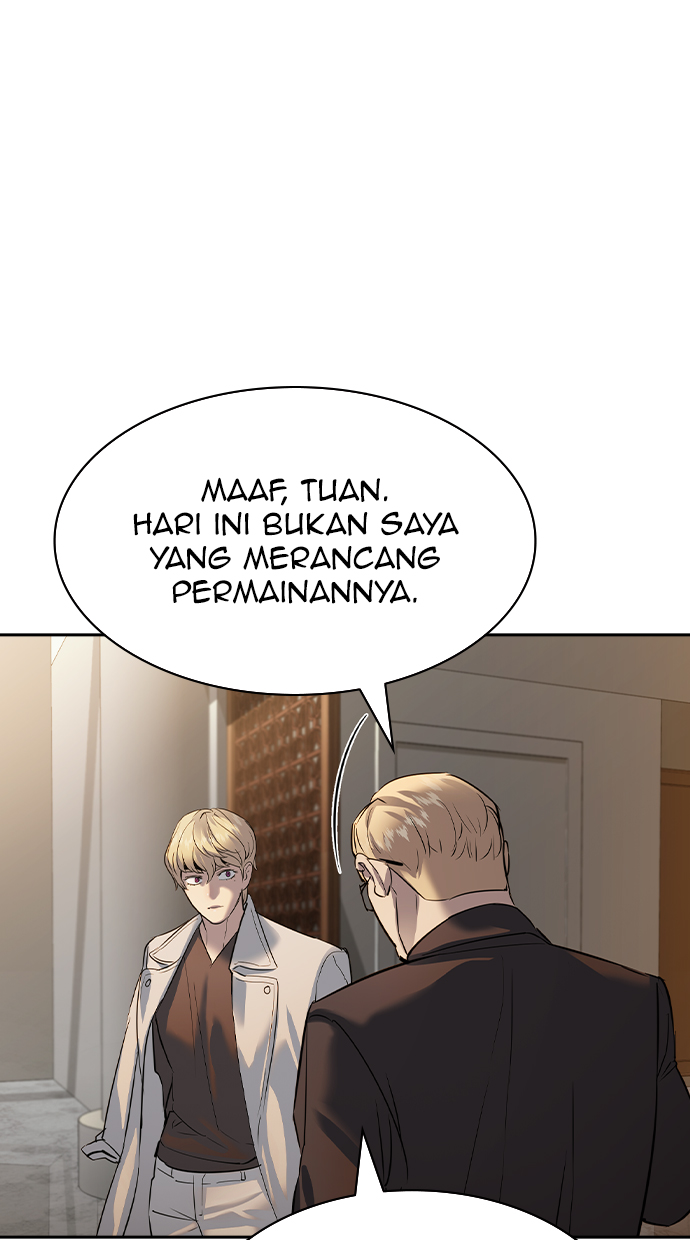 MAAF, TUAN.
HARI INI BUKAN SAYA
YANG MERANCANG
PERMAINANNYA.